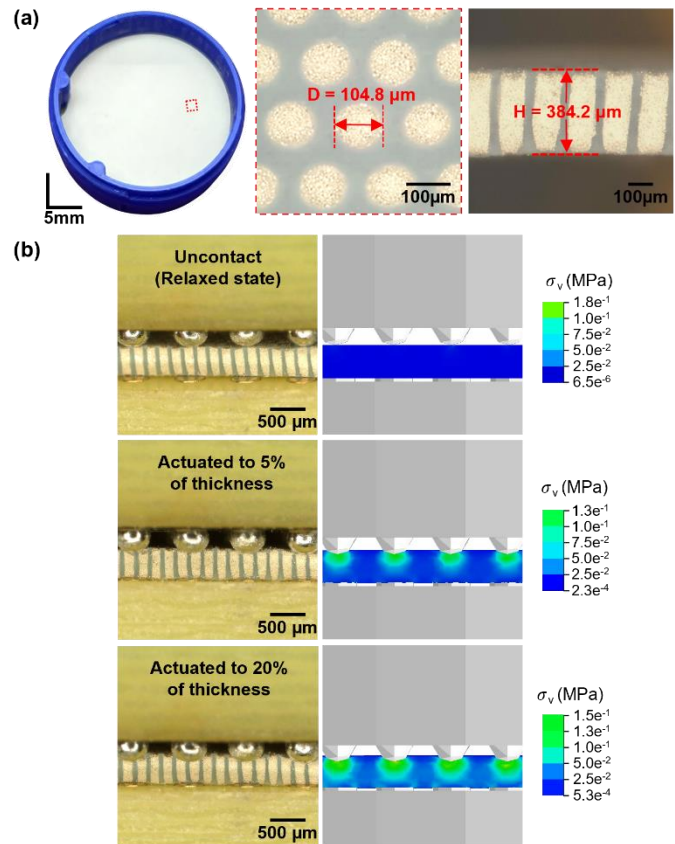 (a)
D = 104.8 μm
H = 384.2 μm
5mm
100μm
100μm
(b)
Uncontact
(Relaxed state)
500 μm
σv (MPa)
1.8e-1
1.0e-1
7.5e-2
5.0e-2
2.5e-2
6.5e-6
Actuated to 5%
of thickness
500 μm
σv (MPa)
1.3e-1
1.0e-1
7.5e-2
5.0e-2
2.5e-2
2.3e-4
Actuated to 20%
of thickness
500 μm
σv (MPa)
1.5e-1
1.3e-1
1.0e-1
5.0e-2
2.5e-2
5.3e-4